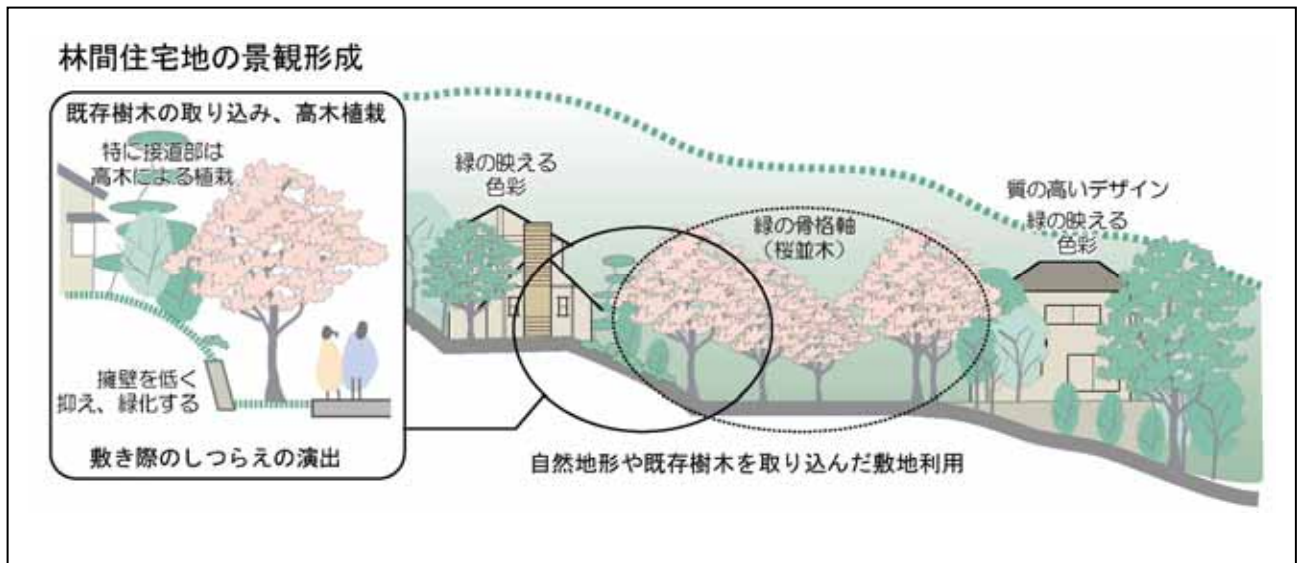 林間住宅地の景観形成
既存樹木の取り込み、高木植栽
特に接道部は
高木による植栽
擁壁を低く
抑え、緑化する
敷き際のしつらえの演出
緑の映える
色彩
緑の骨格軸
（桜並木）
質の高いデザイン
緑の映える
色彩
自然地形や既存樹木を取り込んだ敷地利用